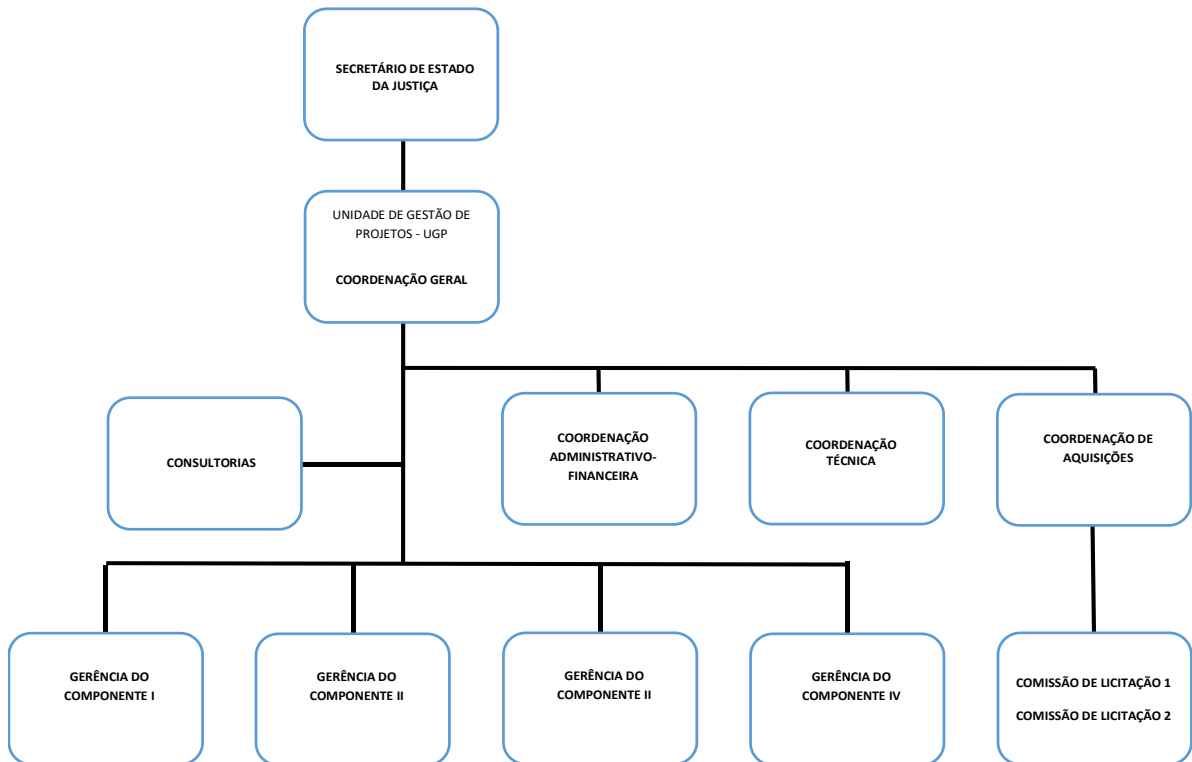 SECRETÁRIO DE ESTADO
DA JUSTIÇA
UNIDADE DE GESTÃO DE
PROJETOS - UGP
COORDENAÇÃO GERAL
CONSULTORIAS
COORDENAÇÃO
ADMINISTRATIVO-
FINANCEIRA
COORDENAÇÃO
TÉCNICA
COORDENAÇÃO DE
AQUISIÇÕES
GERÊNCIA DO
COMPONENTE I
GERÊNCIA DO
COMPONENTE II
GERÊNCIA DO
COMPONENTE II
GERÊNCIA DO
COMPONENTE IV
COMISSÃO DE LICITAÇÃO 1
COMISSÃO DE LICITAÇÃO 2